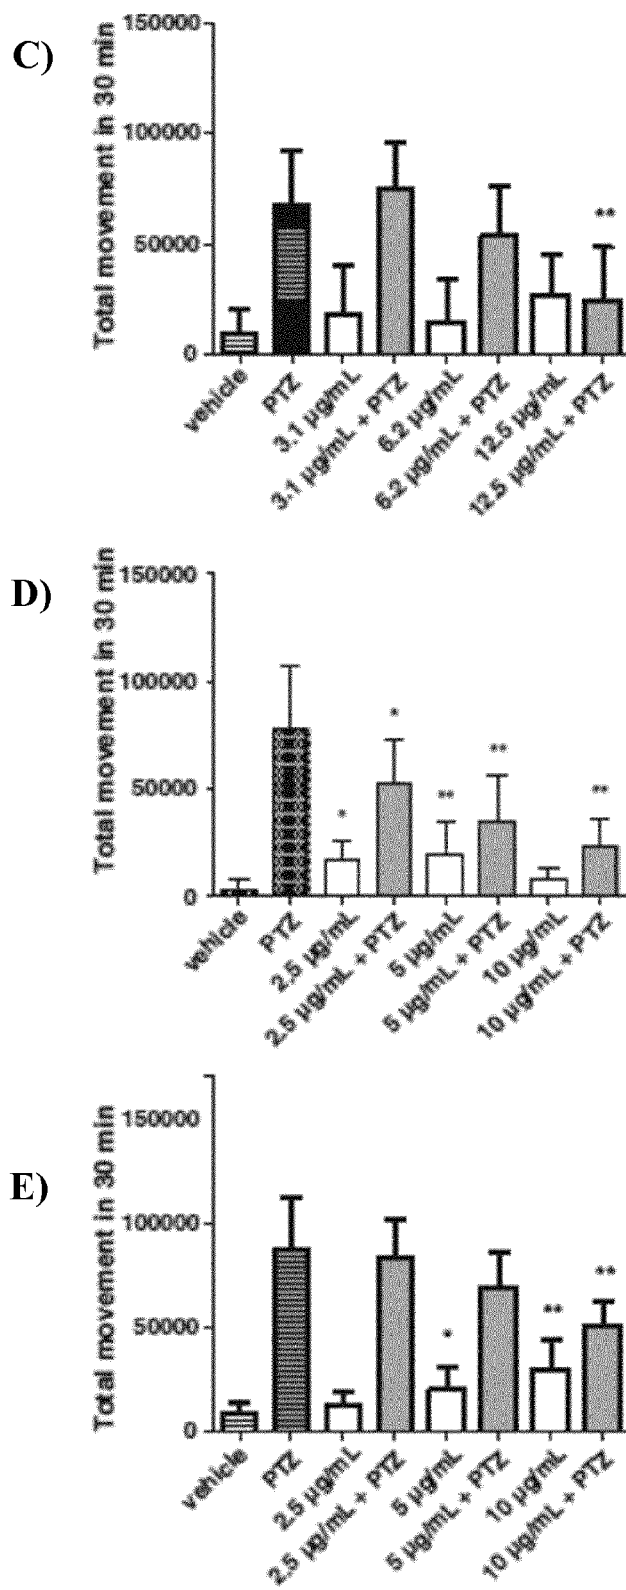 C)
Total movement in 30 min
150000
100000
50000
0
**
vehicle
PTZ
3.1 µg/mL
3.1 µg/mL + PTZ
6.2 µg/mL
6.2 µg/mL + PTZ
12.5 µg/mL
12.5 µg/mL + PTZ
D)
Total movement in 30 min
150000
100000
50000
0
*
*
**
**
**
vehicle
PTZ
2,5 µg/mL
2.5 µg/mL + PTZ
5 µg/mL
5 µg/mL + PTZ
10 µg/mL
10 µg/mL + PTZ
E)
Total movement in 30 min
150000
100000
50000
0
*
**
**
vehicle
PTZ
2.5 µg/mL
2.5 µg/mL + PTZ
5 µg/mL
5 µg/mL + PTZ
10 µg/mL
10 µg/mL + PTZ